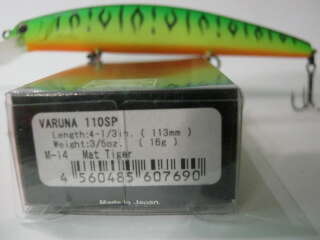 VARUNA 110SP
Length:4-1/3in. ( 113mm )
Weight:3/5oz. ( 16g )
M-14 Mat Tiger
4 560485 607690
Made in Japan